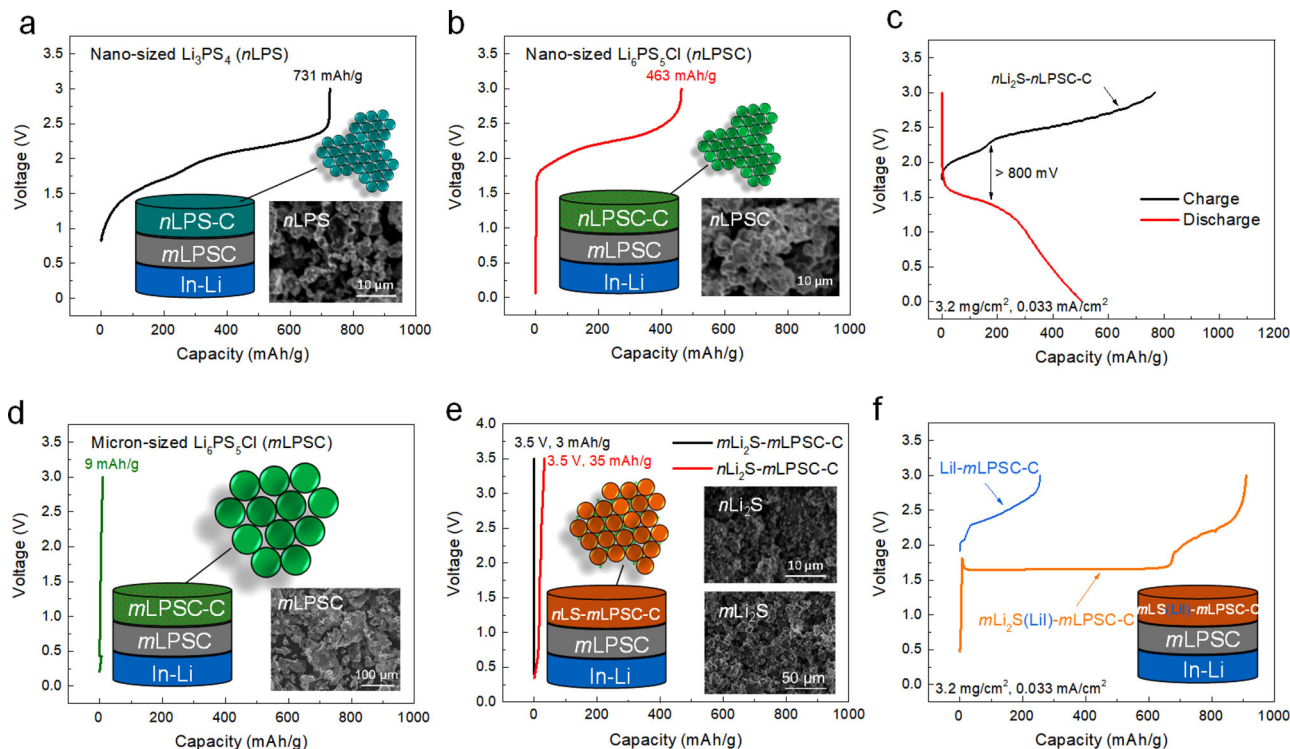 a
Nano-sized Li₃PS₄ (nLPS)
731 mAh/g
3.5
3.0
2.5
2.0
1.5
1.0
0.5
0
Voltage (V)
nLPS-C
mLPSC
In-Li
nLPS
10 µm
0
200
400
600
800
1000
Capacity (mAh/g)
b
Nano-sized Li₆PS₅Cl (nLPSC)
463 mAh/g
3.5
3.0
2.5
2.0
1.5
1.0
0.5
0.0
Voltage (V)
nLPSC-C
mLPSC
In-Li
nLPSC
10 µm
0
200
400
600
800
1000
Capacity (mAh/g)
c
nLi₂S-nLPSC-C
> 800 mV
Charge
Discharge
3.5
3.0
2.5
2.0
1.5
1.0
0.5
0.0
Voltage (V)
3.2 mg/cm², 0.033 mA/cm²
0
200
400
600
800
1000
1200
Capacity (mAh/g)
d
Micron-sized Li₆PS₅Cl (mLPSC)
9 mAh/g
3.5
3.0
2.5
2.0
1.5
1.0
0.5
0.0
Voltage (V)
mLPSC-C
mLPSC
In-Li
mLPSC
100 µm
0
200
400
600
800
1000
Capacity (mAh/g)
e
3.5 V, 3 mAh/g
3.5 V, 35 mAh/g
mLi₂S-mLPSC-C
nLi₂S-mLPSC-C
4.0
3.5
3.0
2.5
2.0
1.5
1.0
0.5
0.0
Voltage (V)
nLS-mLPSC-C
mLPSC
In-Li
nLi₂S
10 µm
mLi₂S
50 µm
0
200
400
600
800
1000
Capacity (mAh/g)
f
LiI-mLPSC-C
mLi₂S(LiI)-mLPSC-C
3.5
3.0
2.5
2.0
1.5
1.0
0.5
0.0
Voltage (V)
mLS(LiI)-mLPSC-C
mLPSC
In-Li
3.2 mg/cm², 0.033 mA/cm²
0
200
400
600
800
1000
Capacity (mAh/g)